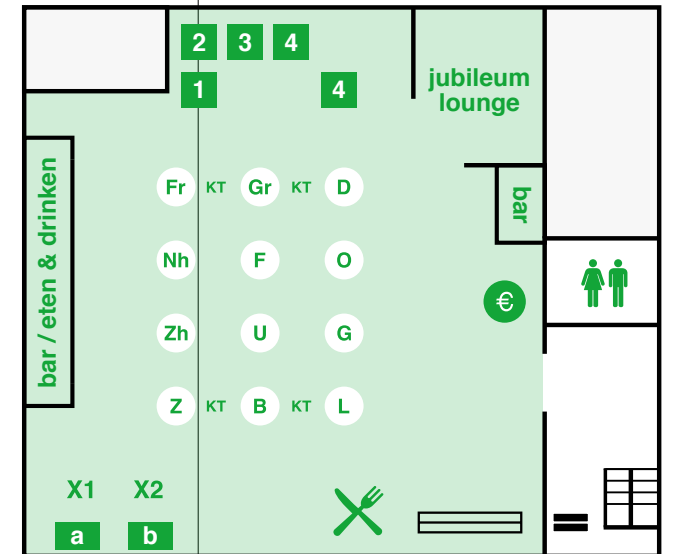 2 3 4
1 4
jubileum
lounge
bar / eten & drinken
bar
Fr KT Gr KT D
Nh F O
€
Zh U G
Z KT B KT L
X1 X2
a b